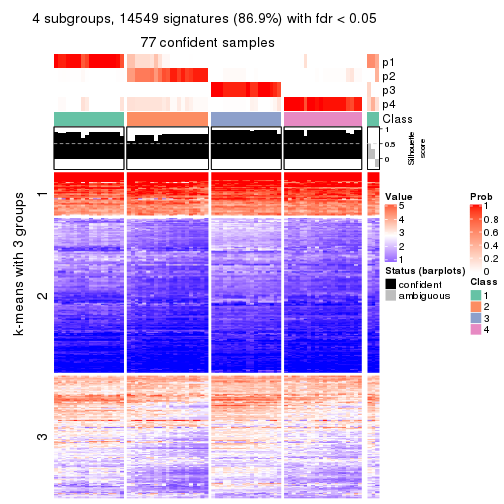 4 subgroups, 14549 signatures (86.9%) with fdr < 0.05
77 confident samples
p1
p2
p3
p4
Class
1
0.5
0
Silhouette
score
k-means with 3 groups
1
2
3
Value
5
4
3
2
1
Status (barplots)
confident
ambiguous
Prob
1
0.8
0.6
0.4
0.2
0
Class
1
2
3
4